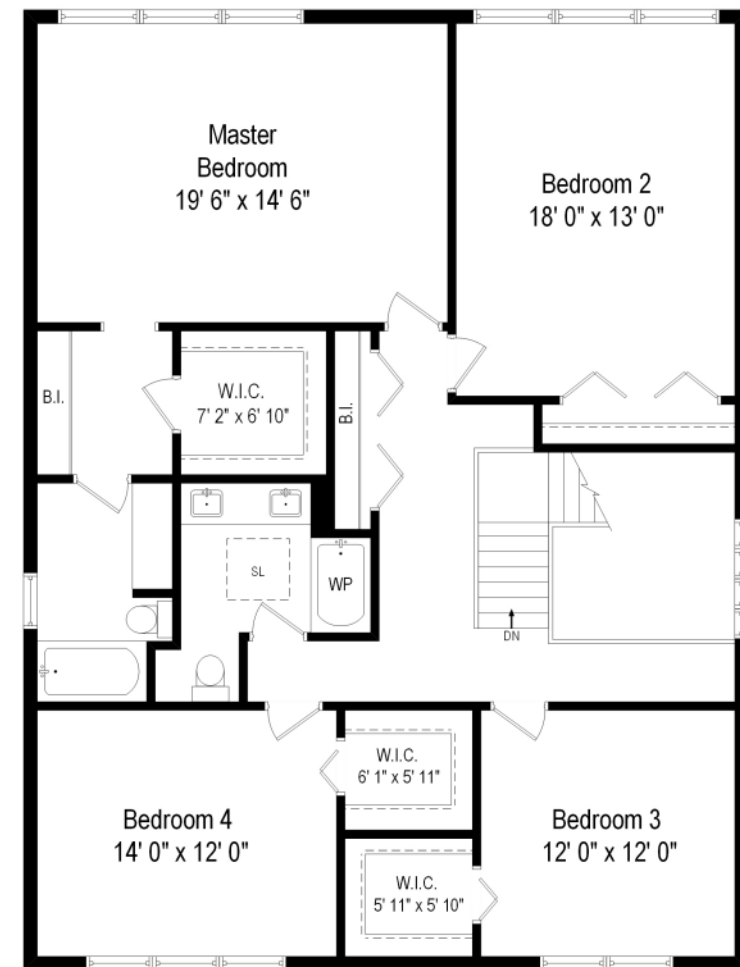 Master
Bedroom
19' 6" x 14' 6"
Bedroom 2
18' 0" x 13' 0"
B.I.
W.I.C.
7' 2" x 6' 10"
B.I.
SL
WP
DN
W.I.C.
6' 1" x 5' 11"
Bedroom 4
14' 0" x 12' 0"
Bedroom 3
12' 0" x 12' 0"
W.I.C.
5' 11" x 5' 10"